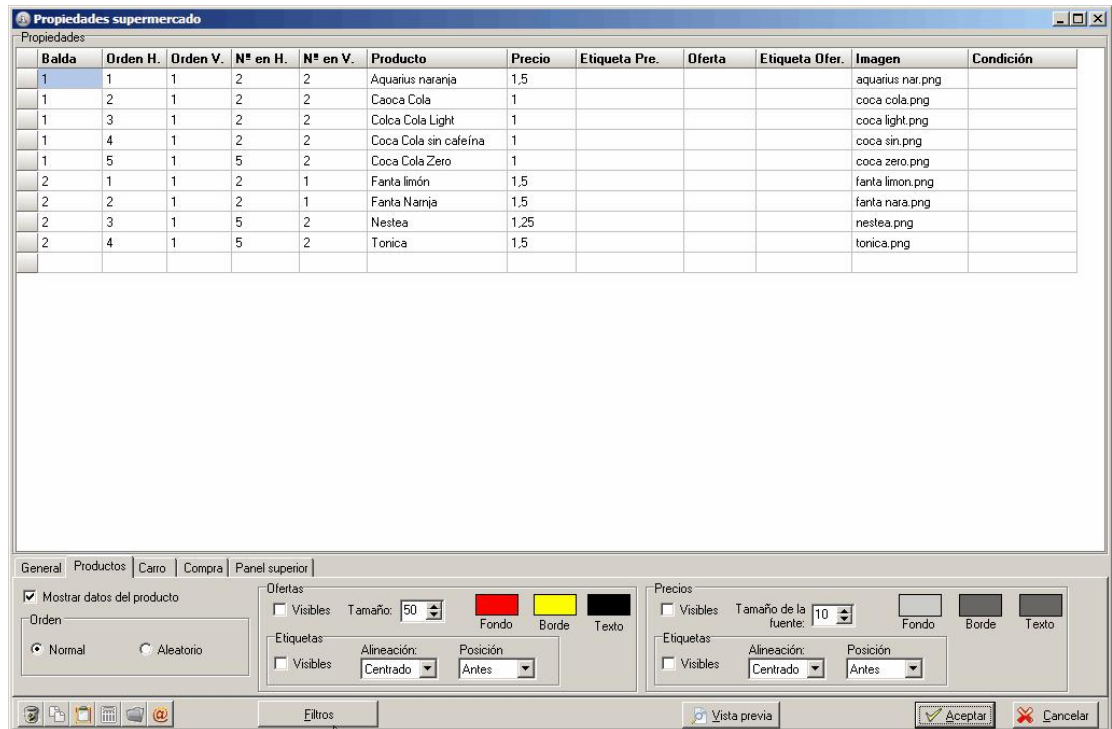 Propiedades supermercado
Propiedades
Balda Orden H. Orden V. Nº en H. Nº en V. Producto Precio Etiqueta Pre. Oferta Etiqueta Ofer. Imagen Condición
1 1 1 2 2 Aquarius naranja 1,5 aquarius nar.png
1 2 1 2 2 Caoca Cola 1 coca cola.png
1 3 1 2 2 Colca Cola Light 1 coca light.png
1 4 1 2 2 Coca Cola sin cafeína 1 coca sin.png
1 5 1 5 2 Coca Cola Zero 1 coca zero.png
2 1 1 2 1 Fanta limón 1,5 fanta limon.png
2 2 1 2 1 Fanta Narnja 1,5 fanta nara.png
2 3 1 5 2 Nestea 1,25 nestea.png
2 4 1 5 2 Tonica 1,5 tonica.png
General Productos Carro Compra Panel superior
Mostrar datos del producto
Orden
Normal Aleatorio
Ofertas
Visibles Tamaño: 50 Fondo Borde Texto
Etiquetas
Visibles Alineación: Centrado Posición Antes
Precios
Visibles Tamaño de la fuente: 10 Fondo Borde Texto
Etiquetas
Visibles Alineación: Centrado Posición Antes
Filtros Vista previa Aceptar Cancelar